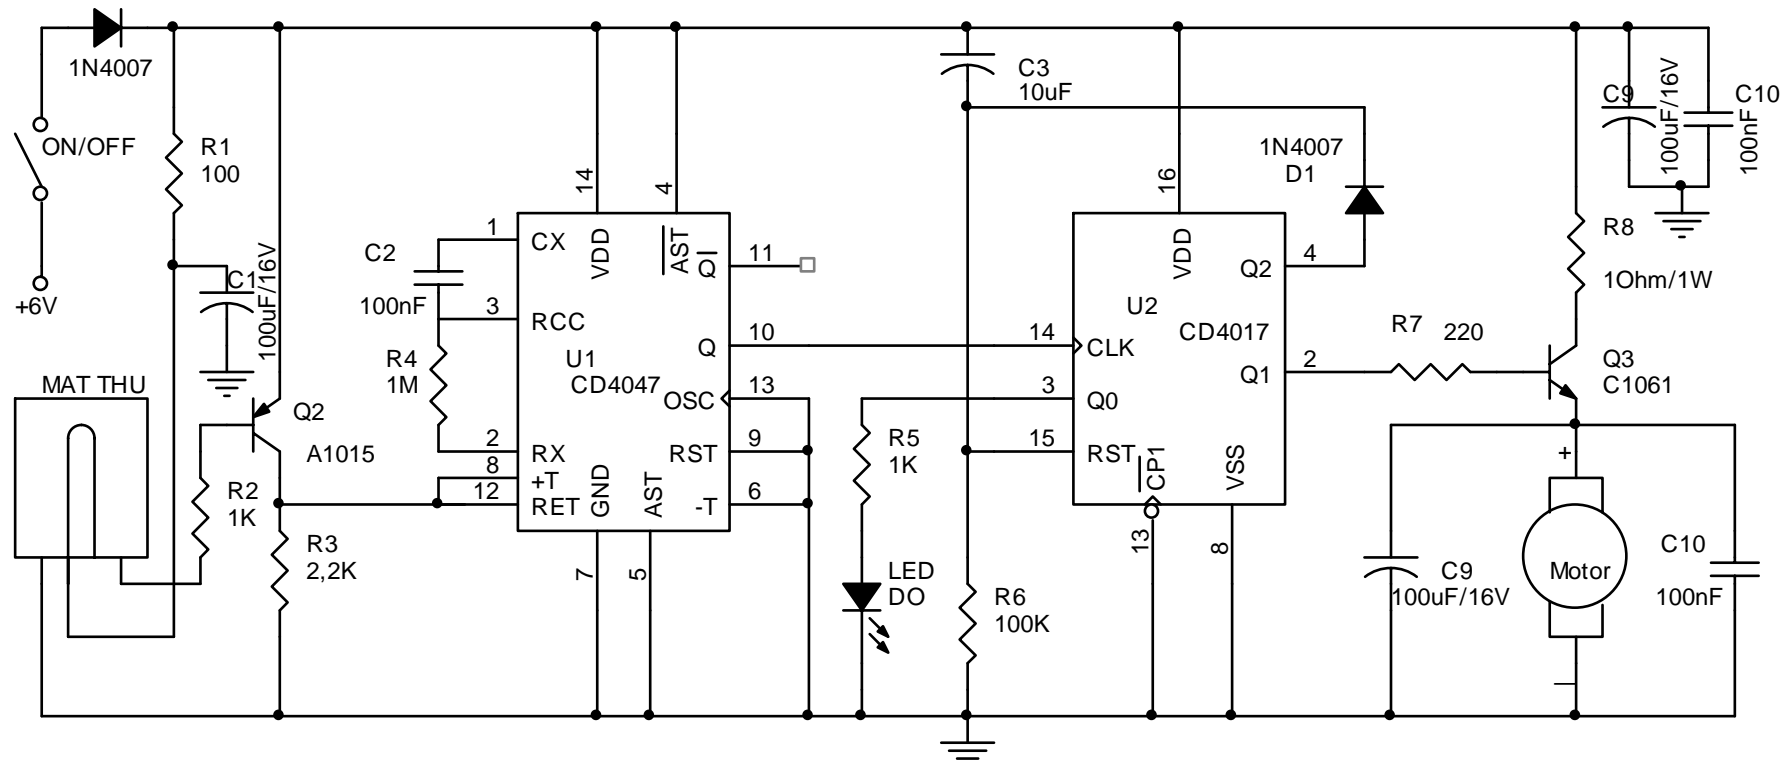 1N4007
ON/OFF
+6V
R1
100
C1
100uF/16V
MAT THU
Q2
A1015
R2
1K
R3
2,2K
C2
100nF
R4
1M
1
3
2
8
12
14
4
CX
RCC
RX
+T
RET
VDD
AST
QI
Q
OSC
RST
-T
GND
AST
U1
CD4047
11
10
13
9
6
7
5
C3
10uF
1N4007
D1
16
14
3
15
CLK
Q0
RST
VDD
U2
CD4017
Q2
Q1
CP1
VSS
4
2
13
8
R5
1K
LED
DO
R6
100K
R7
220
R8
1Ohm/1W
Q3
C1061
C9
100uF/16V
C10
100nF
+
Motor
—
C9
100uF/16V
C10
100nF